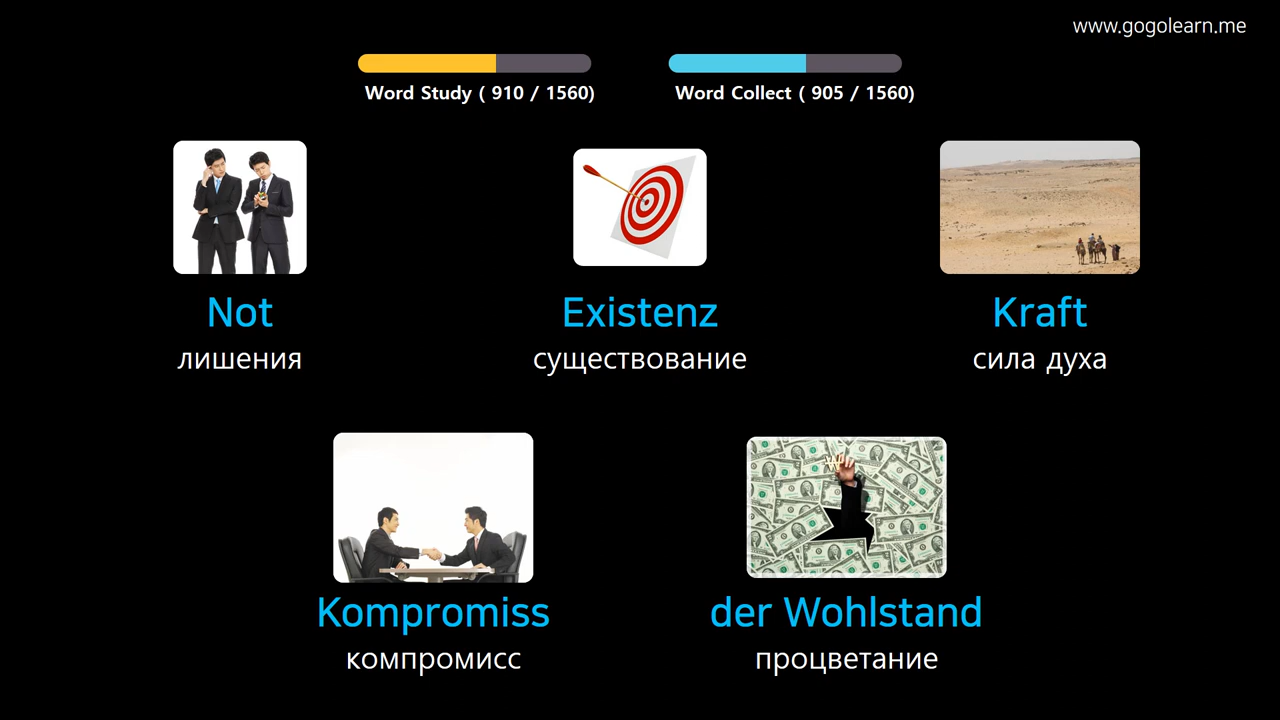 www.gogolearn.me
Word Study ( 910 / 1560)
Word Collect ( 905 / 1560)
Not
лишения
Existenz
существование
Kraft
сила духа
Kompromiss
компромисс
der Wohlstand
процветание